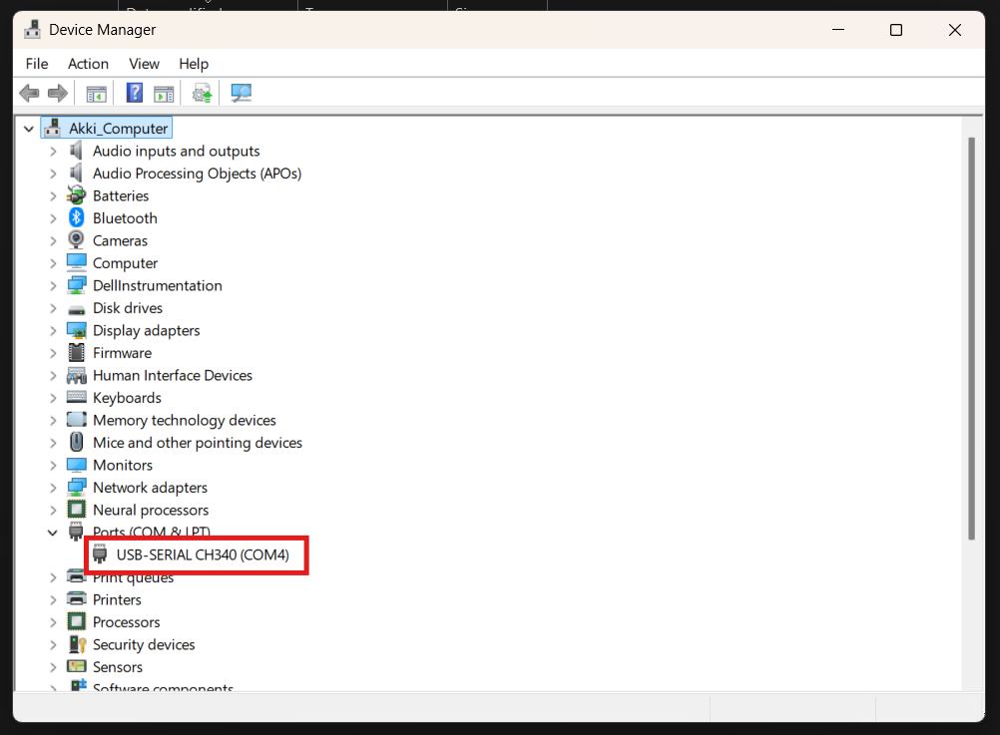 Device Manager
File Action View Help
Akki_Computer
Audio inputs and outputs
Audio Processing Objects (APOs)
Batteries
Bluetooth
Cameras
Computer
DellInstrumentation
Disk drives
Display adapters
Firmware
Human Interface Devices
Keyboards
Memory technology devices
Mice and other pointing devices
Monitors
Network adapters
Neural processors
Ports (COM & LPT)
USB-SERIAL CH340 (COM4)
Print queues
Printers
Processors
Security devices
Sensors
Software components